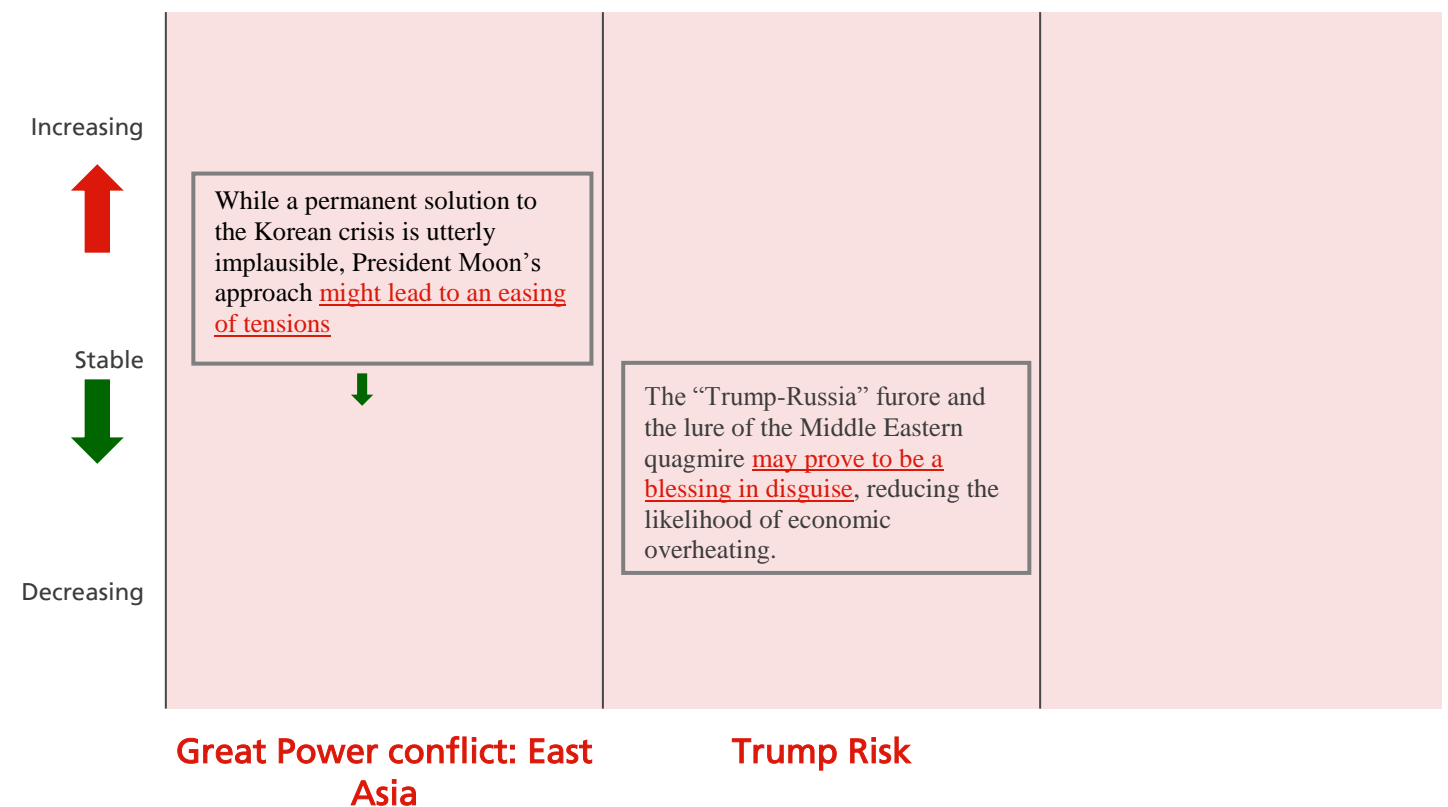 Increasing
While a permanent solution to
the Korean crisis is utterly
implausible, President Moon’s
approach might lead to an easing
of tensions
Stable
The “Trump-Russia” furore and
the lure of the Middle Eastern
quagmire may prove to be a
blessing in disguise, reducing the
likelihood of economic
overheating.
Decreasing
Great Power conflict: East
Asia
Trump Risk